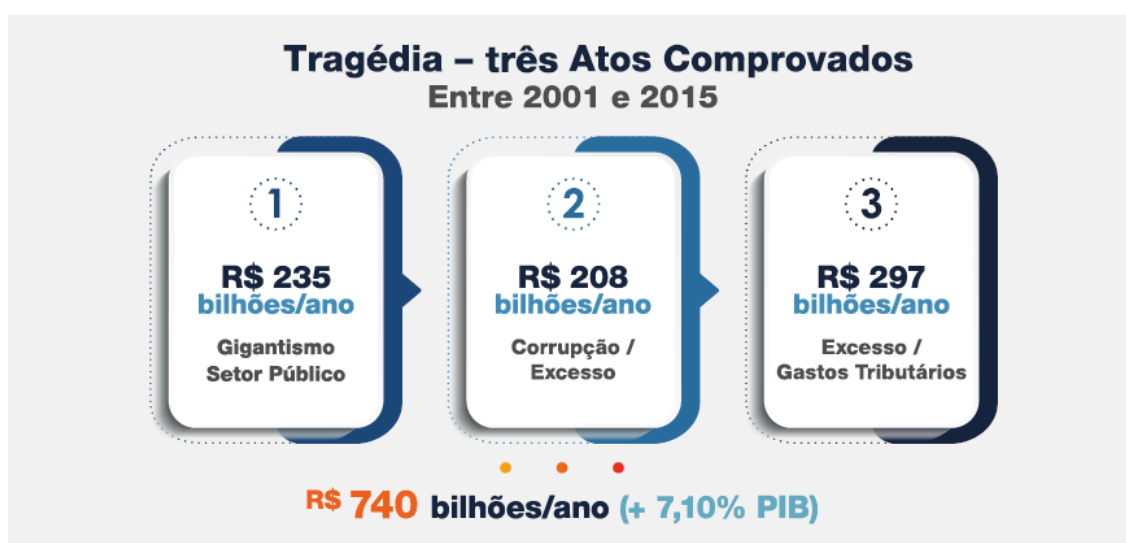 Tragédia – três Atos Comprovados
Entre 2001 e 2015
1
R$ 235
bilhões/ano
Gigantismo
Setor Público
2
R$ 208
bilhões/ano
Corrupção /
Excesso
3
R$ 297
bilhões/ano
Excesso /
Gastos Tributários
R$ 740 bilhões/ano (+ 7,10% PIB)